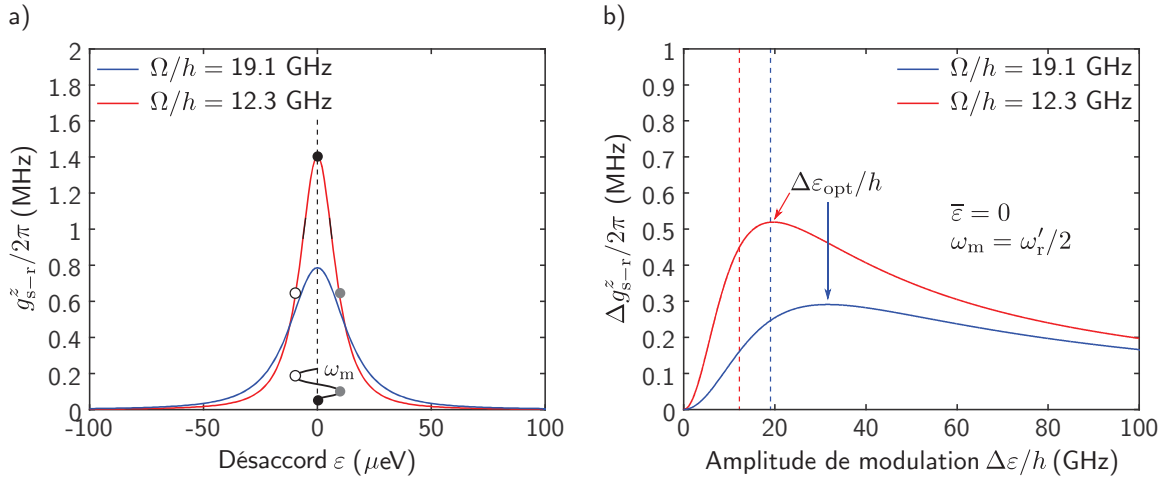 a)
2
1.8
1.6
1.4
1.2
1
0.8
0.6
0.4
0.2
0
-100
-50
0
50
100
Ω/h = 19.1 GHz
Ω/h = 12.3 GHz
ω_m
g^z_{s−r}/2π (MHz)
Désaccord ε (μeV)
b)
1
0.9
0.8
0.7
0.6
0.5
0.4
0.3
0.2
0.1
0
0
20
40
60
80
100
Ω/h = 19.1 GHz
Ω/h = 12.3 GHz
Δε_opt/h
ε̅ = 0
ω_m = ω′_r/2
Δg^z_{s−r}/2π (MHz)
Amplitude de modulation Δε/h (GHz)